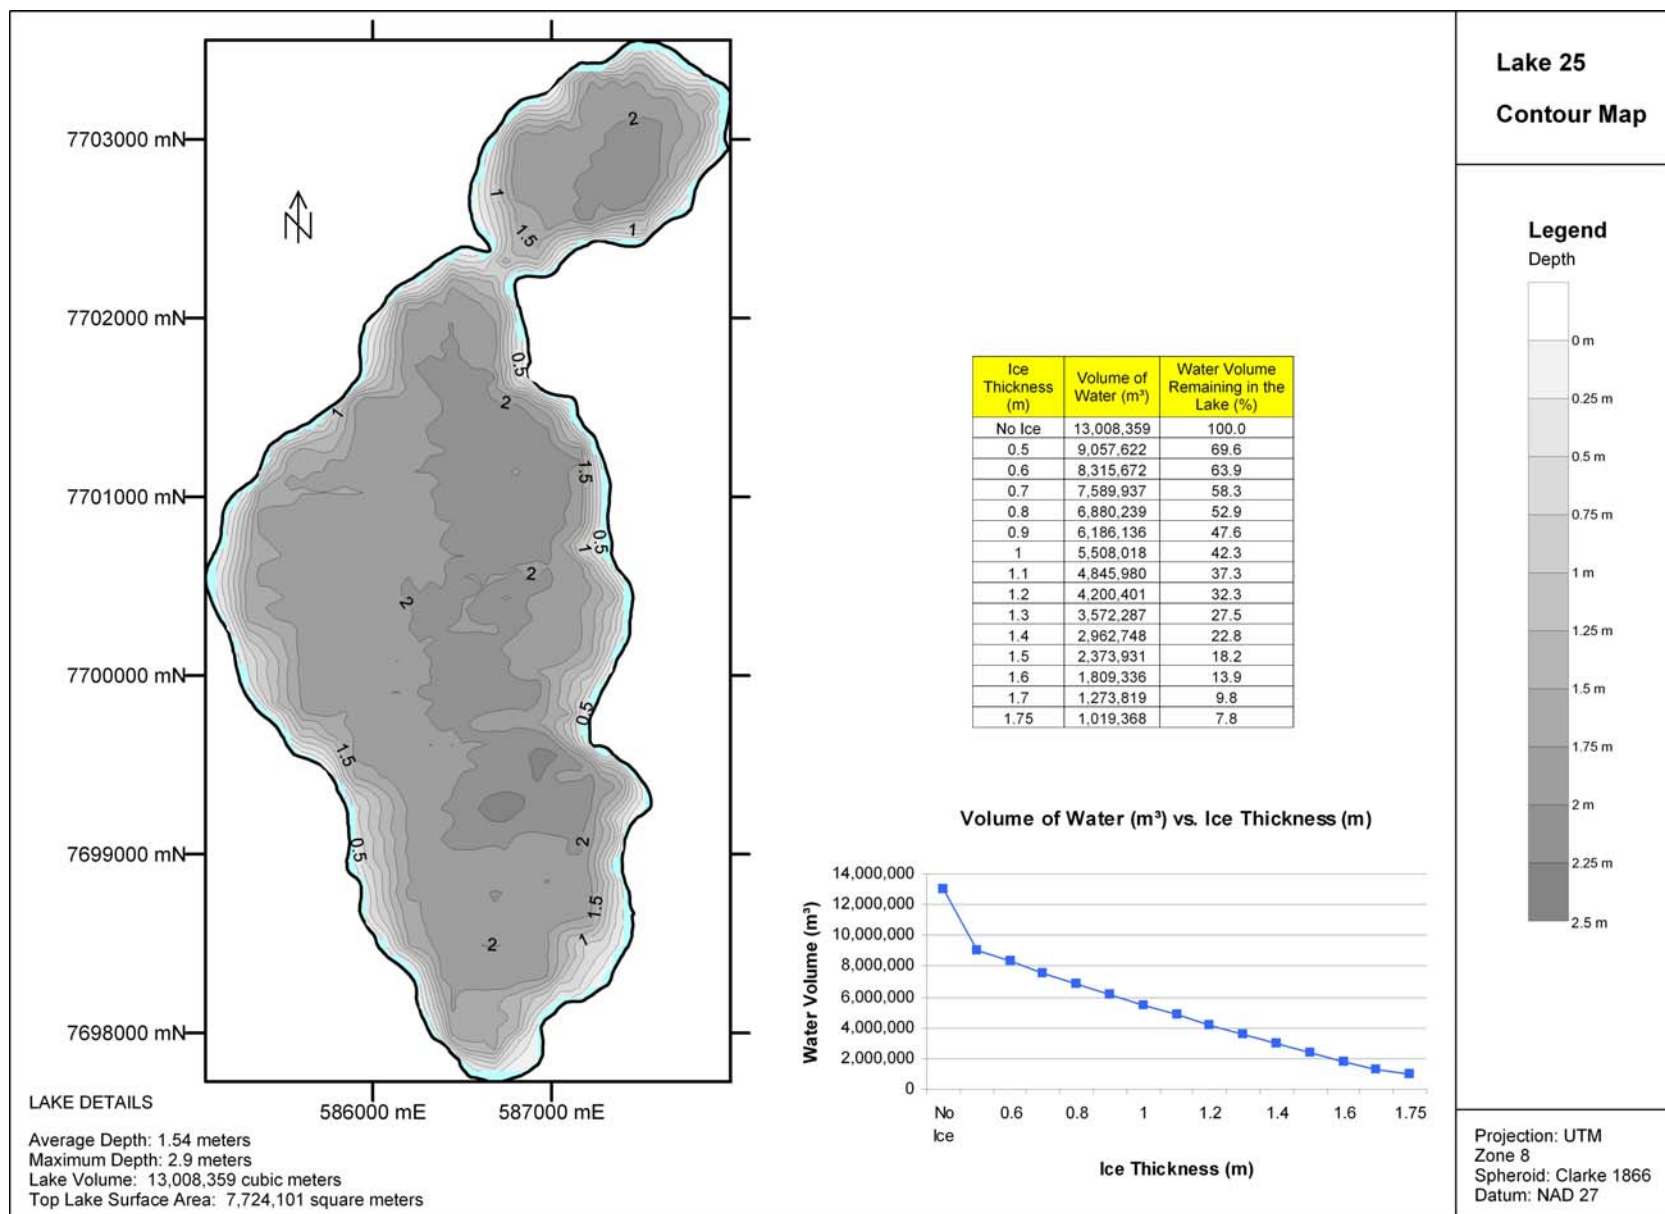 Lake 25
Contour Map
7703000 mN
7702000 mN
7701000 mN
7700000 mN
7699000 mN
7698000 mN
586000 mE
587000 mE
N
2
1
1.5
1
0.5
2
1
1.5
0.5
1
2
2
0.5
1.5
0.5
2
1.5
1
2
Ice Thickness (m) Volume of Water (m³) Water Volume Remaining in the Lake (%)
No Ice 13,008,359 100.0
0.5 9,057,622 69.6
0.6 8,315,672 63.9
0.7 7,589,937 58.3
0.8 6,880,239 52.9
0.9 6,186,136 47.6
1 5,508,018 42.3
1.1 4,845,980 37.3
1.2 4,200,401 32.3
1.3 3,572,287 27.5
1.4 2,962,748 22.8
1.5 2,373,931 18.2
1.6 1,809,336 13.9
1.7 1,273,819 9.8
1.75 1,019,368 7.8
Volume of Water (m³) vs. Ice Thickness (m)
Water Volume (m³)
14,000,000
12,000,000
10,000,000
8,000,000
6,000,000
4,000,000
2,000,000
0
No Ice 0.6 0.8 1 1.2 1.4 1.6 1.75
Ice Thickness (m)
Legend
Depth
0 m
0.25 m
0.5 m
0.75 m
1 m
1.25 m
1.5 m
1.75 m
2 m
2.25 m
2.5 m
LAKE DETAILS
Average Depth: 1.54 meters
Maximum Depth: 2.9 meters
Lake Volume: 13,008,359 cubic meters
Top Lake Surface Area: 7,724,101 square meters
Projection: UTM
Zone 8
Spheroid: Clarke 1866
Datum: NAD 27